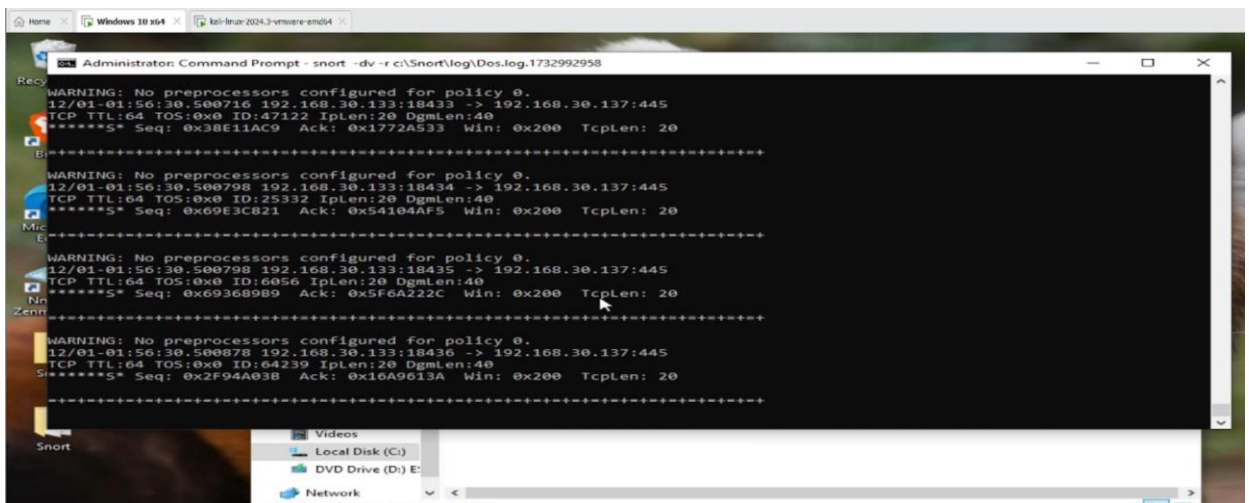 Home
Windows 10 x64
kali-linux-2024.3-vmware-amd64
Administrator: Command Prompt - snort -dv -r c:\Snort\log\Dos.log.1732992958
Recy
WARNING: No preprocessors configured for policy 0.
12/01-01:56:30.500716 192.168.30.133:18433 -> 192.168.30.137:445
TCP TTL:64 TOS:0x0 ID:47122 IpLen:20 DgmLen:40
******S* Seq: 0x38E11AC9 Ack: 0x1772A533 Win: 0x200 TcpLen: 20
=+=+=+=+=+=+=+=+=+=+=+=+=+=+=+=+=+=+=+=+=+=+=+=+=+=+=+=+=+=+=+=+=+=+=+=+=+
WARNING: No preprocessors configured for policy 0.
12/01-01:56:30.500798 192.168.30.133:18434 -> 192.168.30.137:445
TCP TTL:64 TOS:0x0 ID:25332 IpLen:20 DgmLen:40
******S* Seq: 0x69E3C821 Ack: 0x54104AF5 Win: 0x200 TcpLen: 20
Mic
=+=+=+=+=+=+=+=+=+=+=+=+=+=+=+=+=+=+=+=+=+=+=+=+=+=+=+=+=+=+=+=+=+=+=+=+=+
WARNING: No preprocessors configured for policy 0.
12/01-01:56:30.500798 192.168.30.133:18435 -> 192.168.30.137:445
TCP TTL:64 TOS:0x0 ID:6056 IpLen:20 DgmLen:40
******S* Seq: 0x693689B9 Ack: 0x5F6A222C Win: 0x200 TcpLen: 20
Nn
Zenm
=+=+=+=+=+=+=+=+=+=+=+=+=+=+=+=+=+=+=+=+=+=+=+=+=+=+=+=+=+=+=+=+=+=+=+=+=+
WARNING: No preprocessors configured for policy 0.
12/01-01:56:30.500878 192.168.30.133:18436 -> 192.168.30.137:445
TCP TTL:64 TOS:0x0 ID:64239 IpLen:20 DgmLen:40
******S* Seq: 0x2F94A03B Ack: 0x16A9613A Win: 0x200 TcpLen: 20
=+=+=+=+=+=+=+=+=+=+=+=+=+=+=+=+=+=+=+=+=+=+=+=+=+=+=+=+=+=+=+=+=+=+=+=+=+
Snort
Videos
Local Disk (C:)
DVD Drive (D:) E
Network